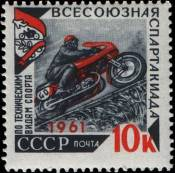 ВСЕСОЮЗНАЯ
СПАРТАКИАДА
ПО ТЕХНИЧЕСКИМ
ВИДАМ СПОРТА
1961
СССР ПОЧТА 10К